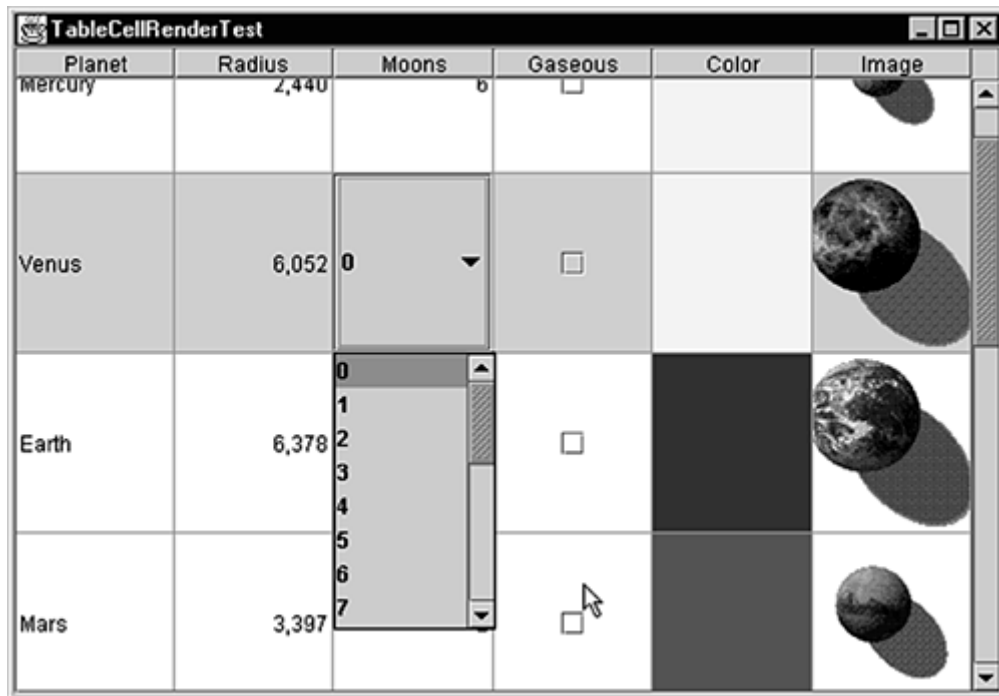 TableCellRenderTest
Planet Radius Moons Gaseous Color Image
Mercury 2,440 6
Venus 6,052 0
Earth 6,378
0
1
2
3
4
5
6
7
Mars 3,397